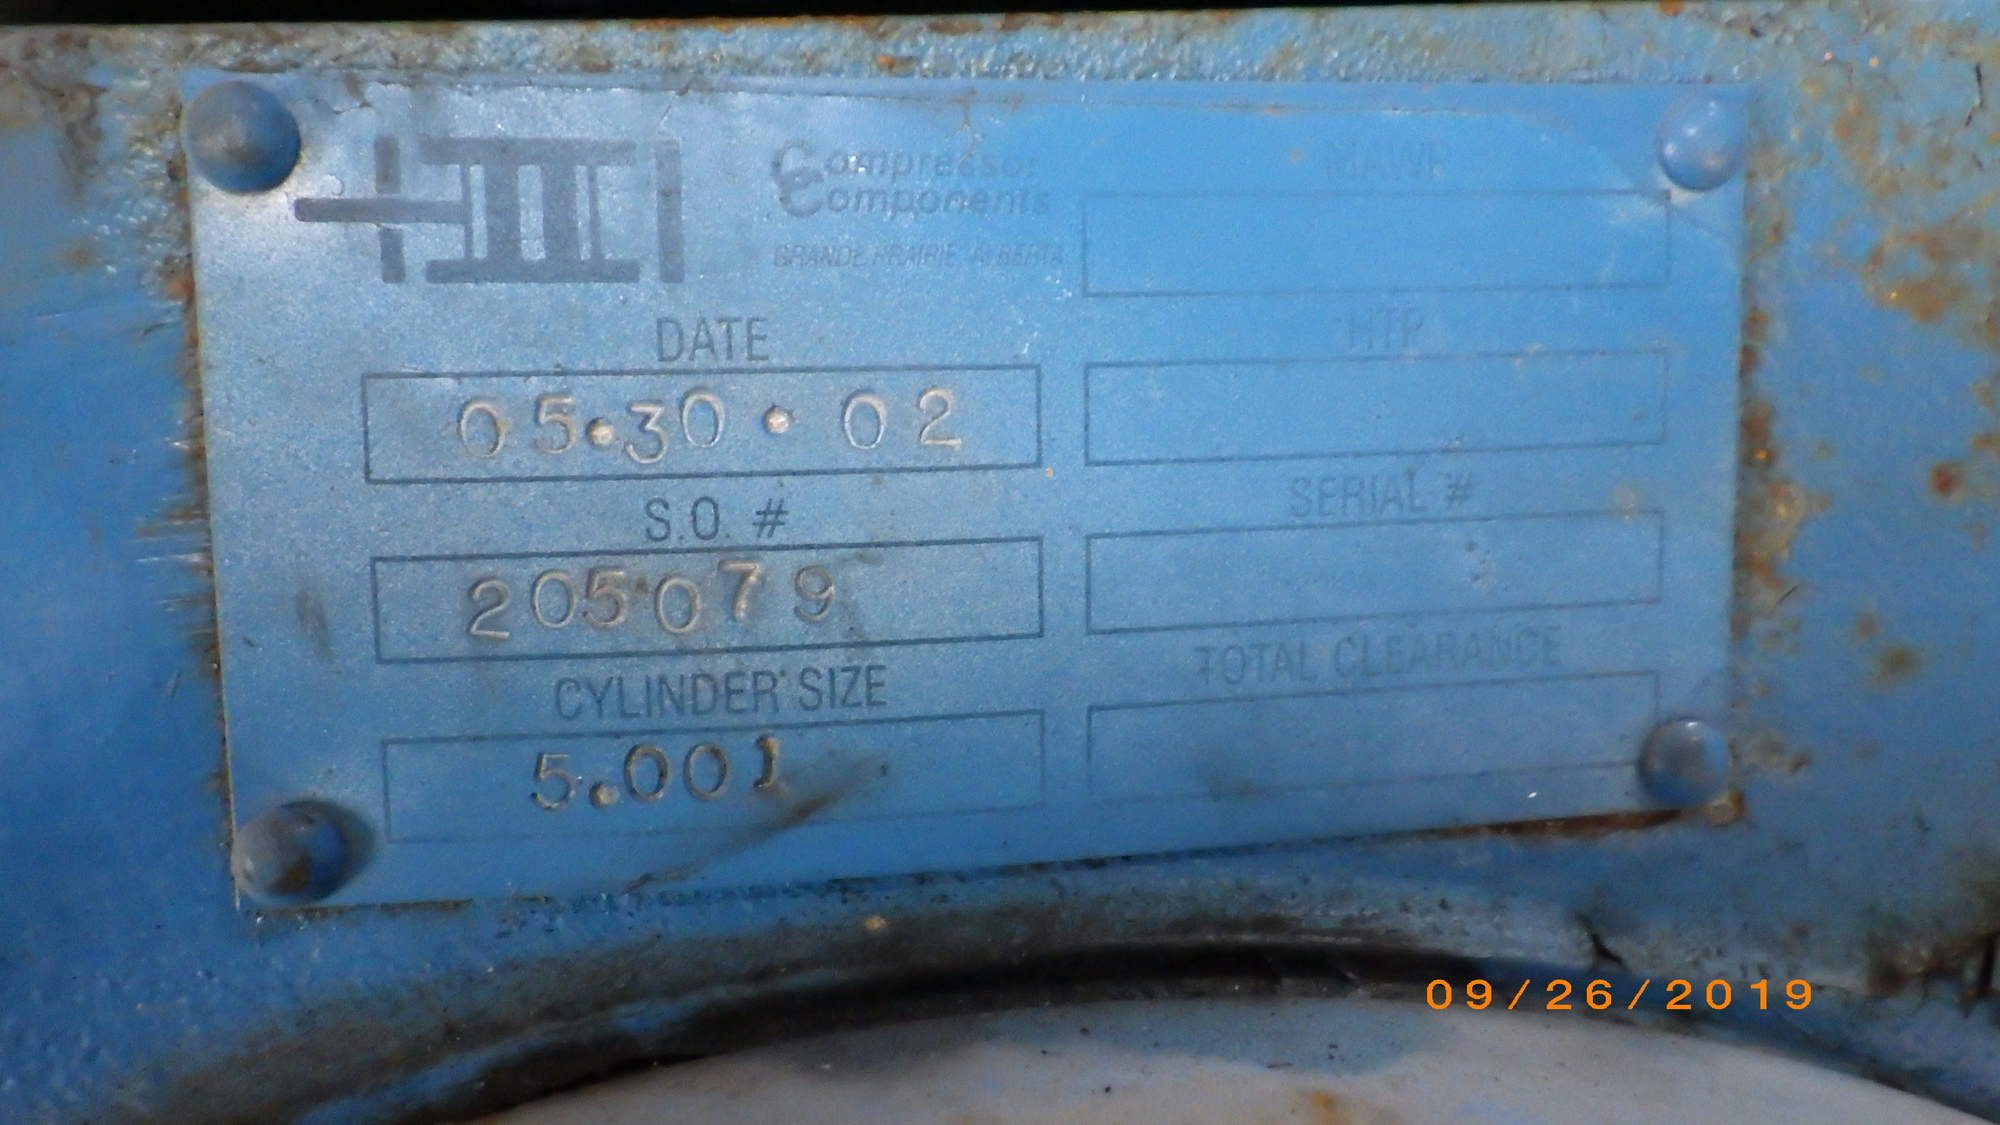 Compressor
Components
GRANDE PRAIRIE, ALBERTA
MAWP
DATE
HTP
05.30.02
S.O. #
SERIAL #
205079
CYLINDER SIZE
TOTAL CLEARANCE
5.001
09/26/2019